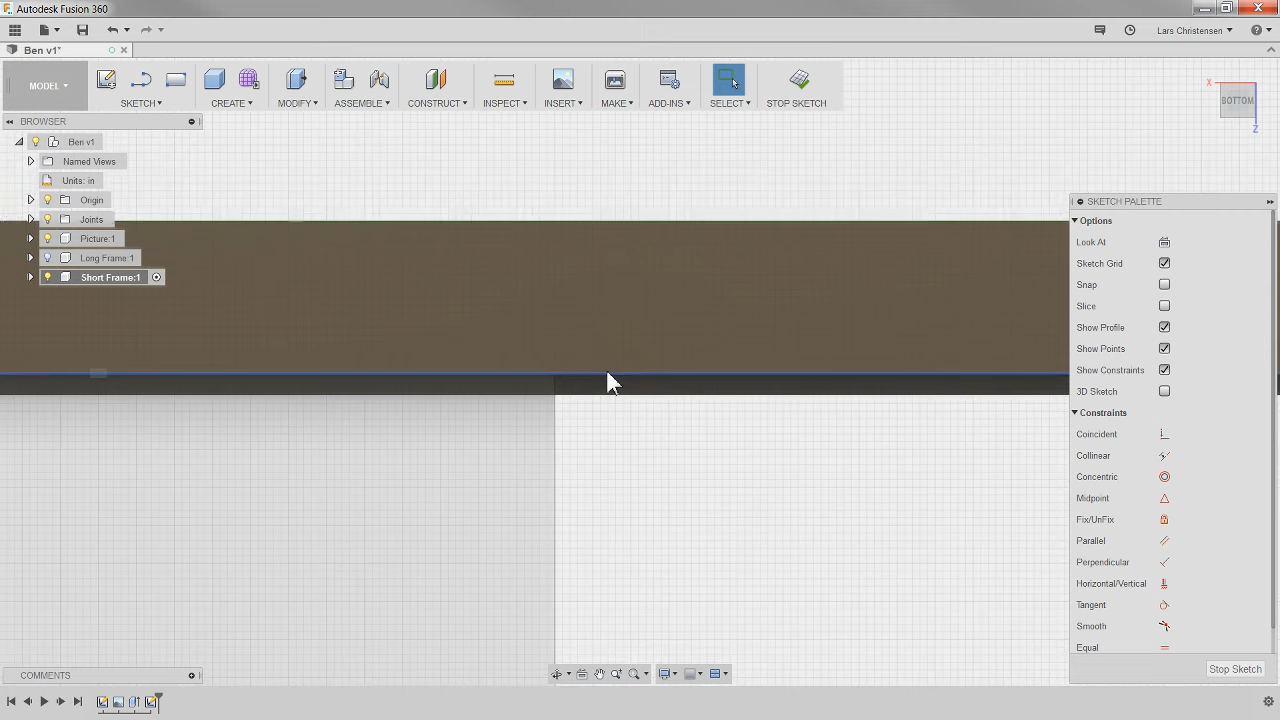 Autodesk Fusion 360
Lars Christensen
Ben v1*
MODEL
SKETCH
CREATE
MODIFY
ASSEMBLE
CONSTRUCT
INSPECT
INSERT
MAKE
ADD-INS
SELECT
STOP SKETCH
X
BOTTOM
Z
BROWSER
Ben v1
Named Views
Units: in
Origin
Joints
Picture:1
Long Frame:1
Short Frame:1
SKETCH PALETTE
Options
Look At
Sketch Grid
Snap
Slice
Show Profile
Show Points
Show Constraints
3D Sketch
Constraints
Coincident
Collinear
Concentric
Midpoint
Fix/UnFix
Parallel
Perpendicular
Horizontal/Vertical
Tangent
Smooth
Equal
Stop Sketch
COMMENTS